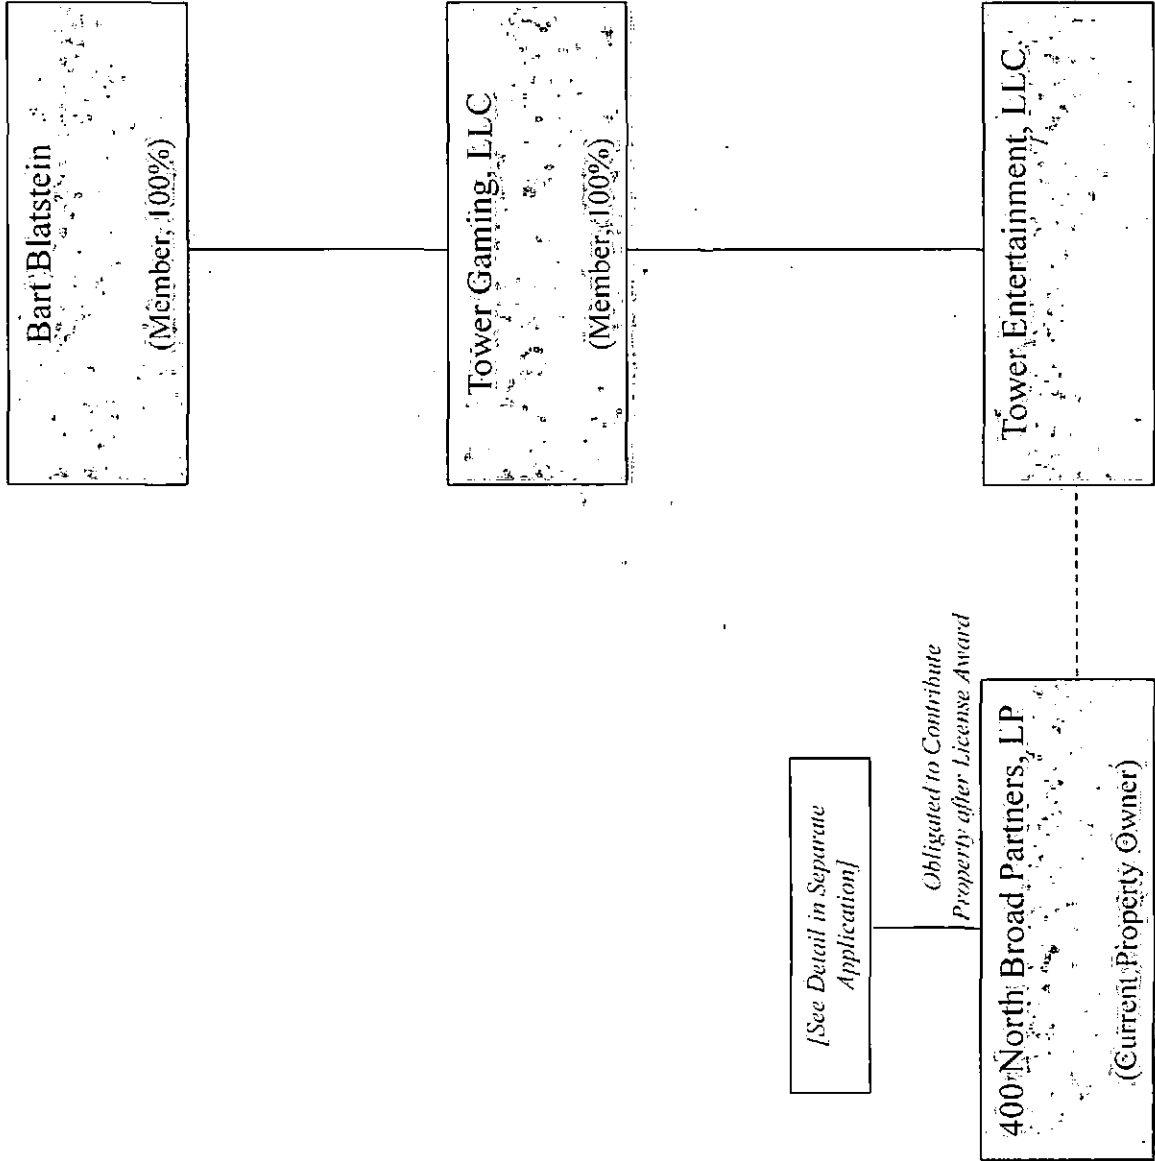 Bart Blatstein
(Member, 100%)
Tower Gaming, LLC
(Member, 100%)
[See Detail in Separate
Application]
Obligated to Contribute
Property after License Award
400 North Broad Partners, LP
(Current Property Owner)
Tower Entertainment, LLC